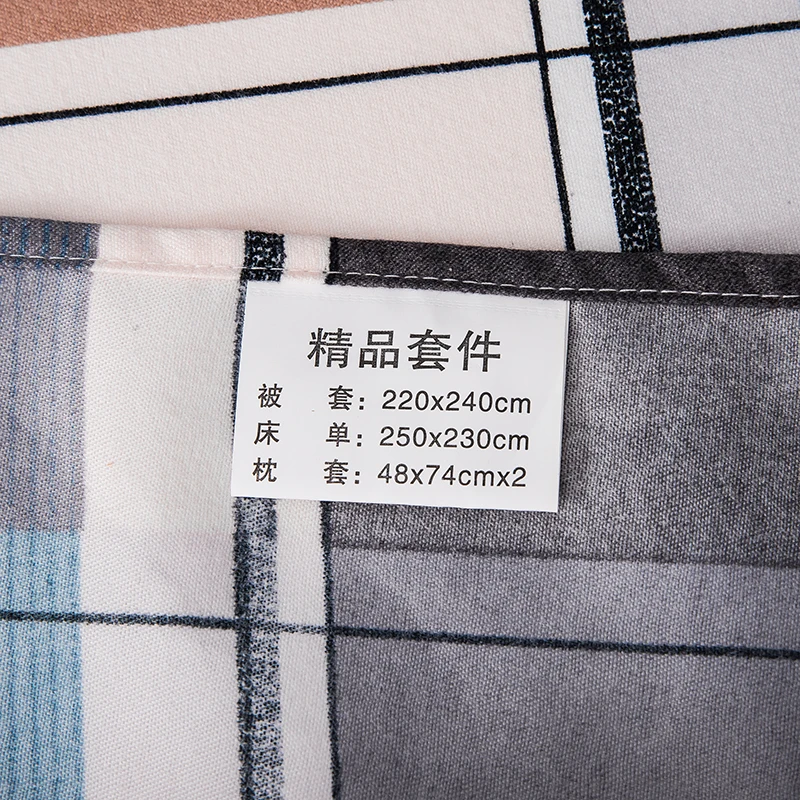 精品套件
被 套：220x240cm
床 单：250x230cm
枕 套：48x74cmx2